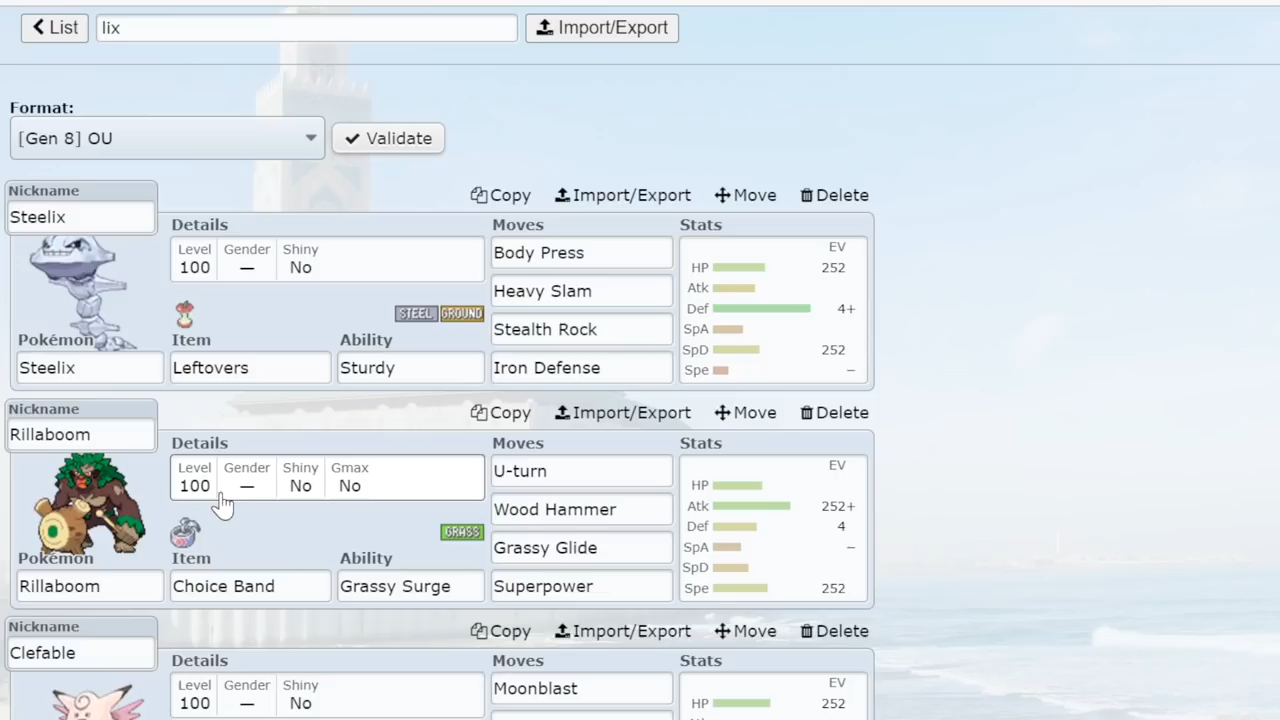 List
lix
Import/Export
Format:
[Gen 8] OU
Validate
Nickname
Steelix
Copy Import/Export Move Delete
Details
Level Gender Shiny
100 — No
STEEL GROUND
Pokémon
Steelix
Item
Leftovers
Ability
Sturdy
Moves
Body Press
Heavy Slam
Stealth Rock
Iron Defense
Stats
EV
HP 252
Atk
Def 4+
SpA
SpD 252
Spe –
Nickname
Rillaboom
Copy Import/Export Move Delete
Details
Level Gender Shiny Gmax
100 — No No
GRASS
Pokémon
Rillaboom
Item
Choice Band
Ability
Grassy Surge
Moves
U-turn
Wood Hammer
Grassy Glide
Superpower
Stats
EV
HP
Atk 252+
Def 4
SpA –
SpD
Spe 252
Nickname
Clefable
Copy Import/Export Move Delete
Details
Level Gender Shiny
100 — No
Moves
Moonblast
Stats
EV
HP 252